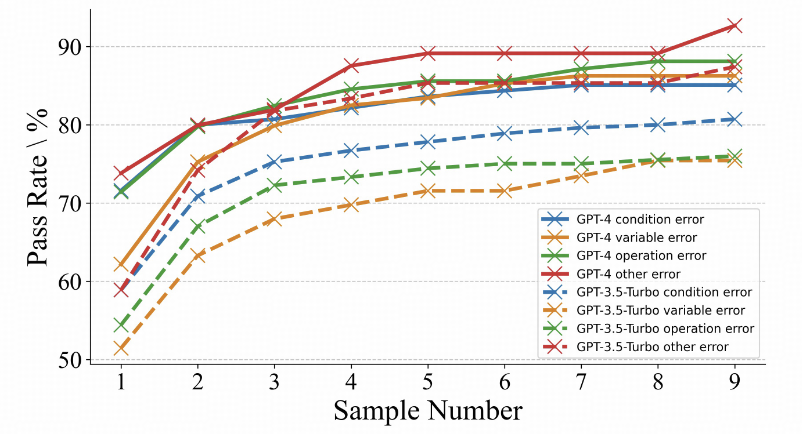 90
80
70
60
50
Pass Rate \ %
1 2 3 4 5 6 7 8 9
Sample Number
GPT-4 condition error
GPT-4 variable error
GPT-4 operation error
GPT-4 other error
GPT-3.5-Turbo condition error
GPT-3.5-Turbo variable error
GPT-3.5-Turbo operation error
GPT-3.5-Turbo other error